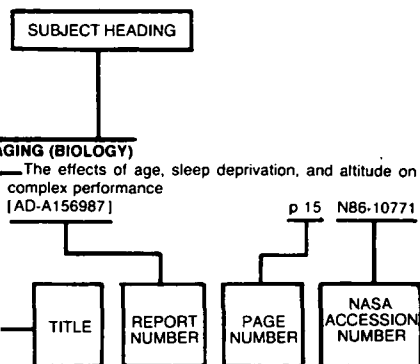 SUBJECT HEADING
AGING (BIOLOGY)
The effects of age, sleep deprivation, and altitude on
complex performance
[AD-A156987] p 15 N86-10771
TITLE
REPORT
NUMBER
PAGE
NUMBER
NASA
ACCESSION
NUMBER